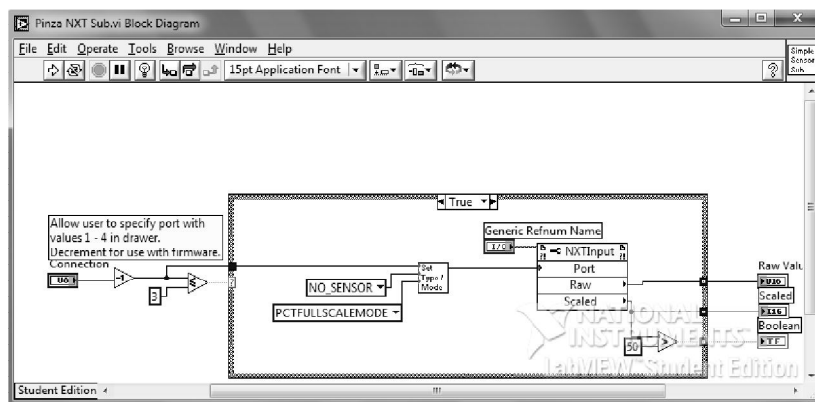 Pinza NXT Sub.vi Block Diagram
File Edit Operate Tools Browse Window Help
15pt Application Font
Simple
Sensor
Sub
True
Allow user to specify port with
values 1 - 4 in drawer.
Decrement for use with firmware.
Connection
U8
-1
3
≤
?
NO_SENSOR
PCTFULLSCALEMODE
Set
Type/
Mode
Generic Refnum Name
I/O
NXTInput
Port
Raw
Scaled
50
>
Raw Valu
U16
Scaled
I16
Boolean
TF
NATIONAL
INSTRUMENTS
LabVIEW™ Student Edition
Student Edition